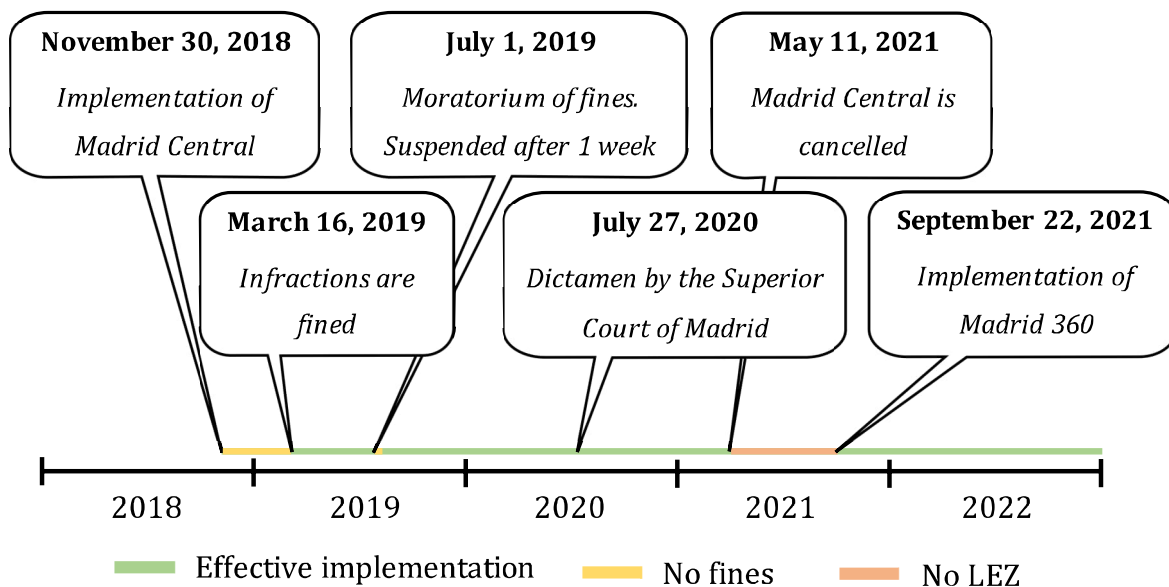 November 30, 2018
Implementation of
Madrid Central
July 1, 2019
Moratorium of fines.
Suspended after 1 week
May 11, 2021
Madrid Central is
cancelled
March 16, 2019
Infractions are
fined
July 27, 2020
Dictamen by the Superior
Court of Madrid
September 22, 2021
Implementation of
Madrid 360
2018 2019 2020 2021 2022
Effective implementation No fines No LEZ